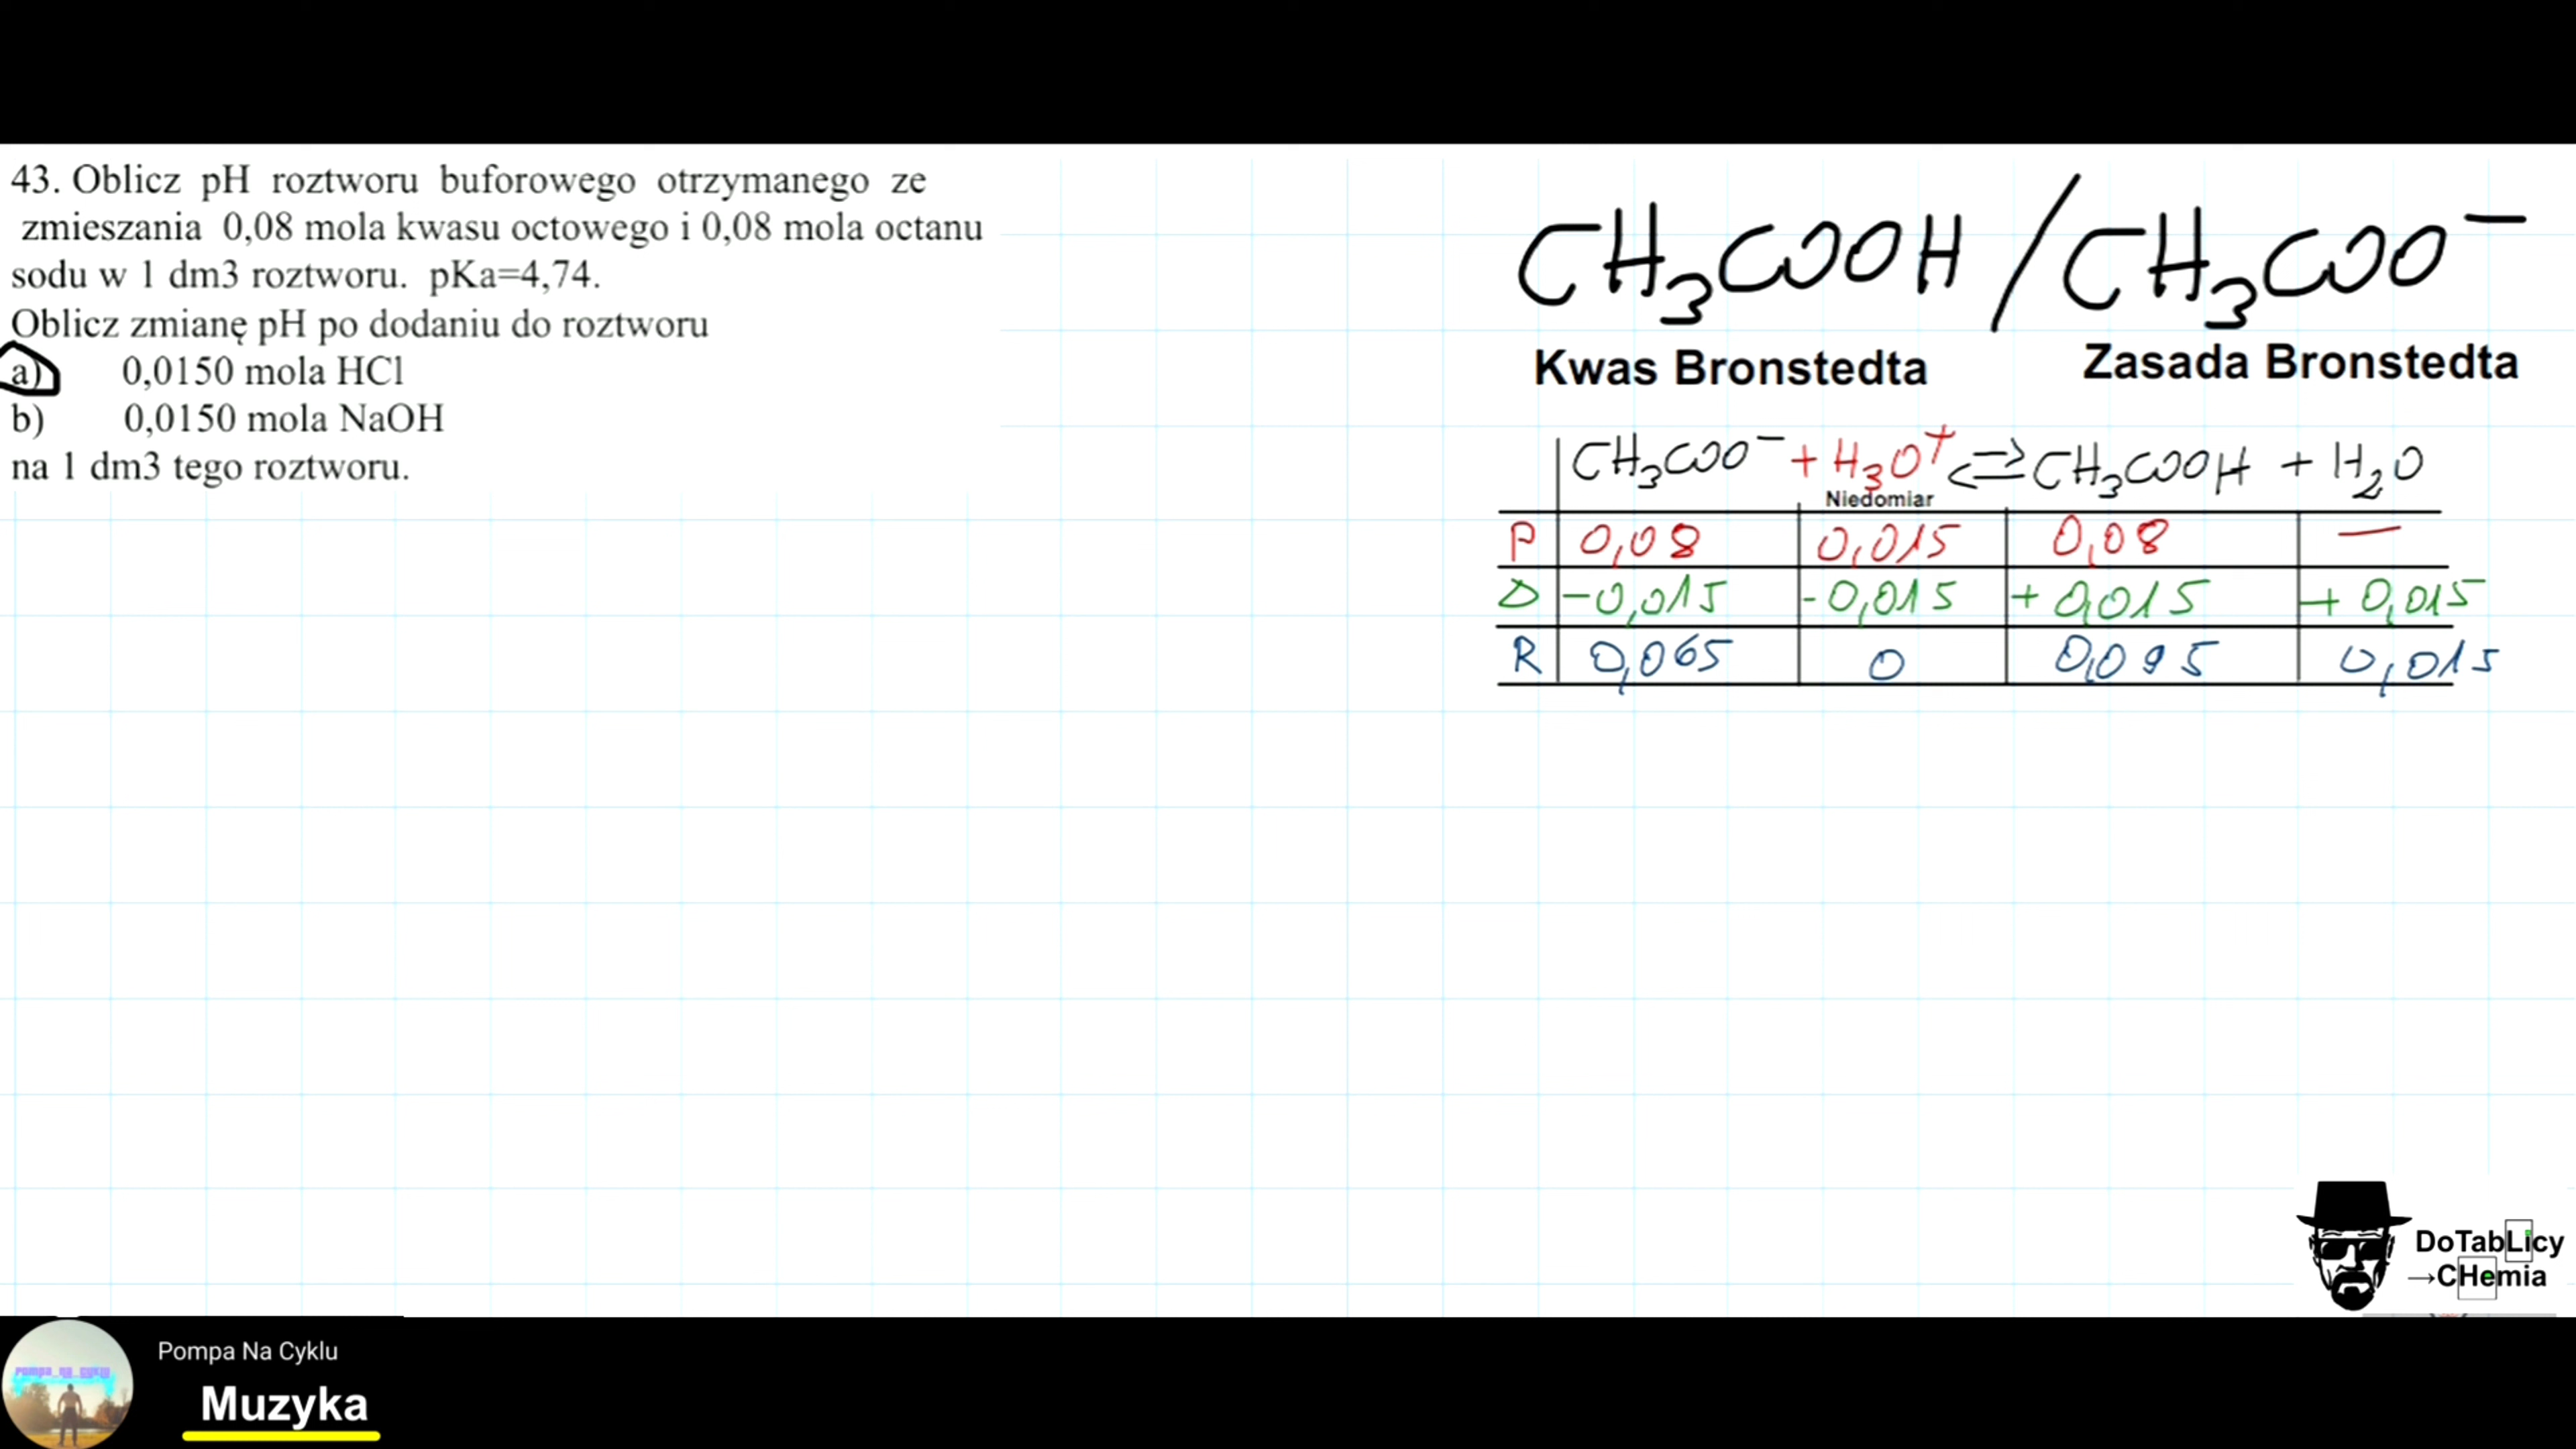 43. Oblicz pH roztworu buforowego otrzymanego ze
zmieszania 0,08 mola kwasu octowego i 0,08 mola octanu
sodu w 1 dm3 roztworu. pKa=4,74.
Oblicz zmianę pH po dodaniu do roztworu
a) 0,0150 mola HCl
b) 0,0150 mola NaOH
na 1 dm3 tego roztworu.
CH₃COOH / CH₃COO⁻
Kwas Bronstedta Zasada Bronstedta
CH₃COO⁻ + H₃O⁺ ⇌ CH₃COOH + H₂O
Niedomiar
P 0,08 0,015 0,08 —
Δ -0,015 -0,015 +0,015 +0,015
R 0,065 0 0,095 0,015
DoTabLicy
→CHemia
Pompa Na Cyklu
Muzyka